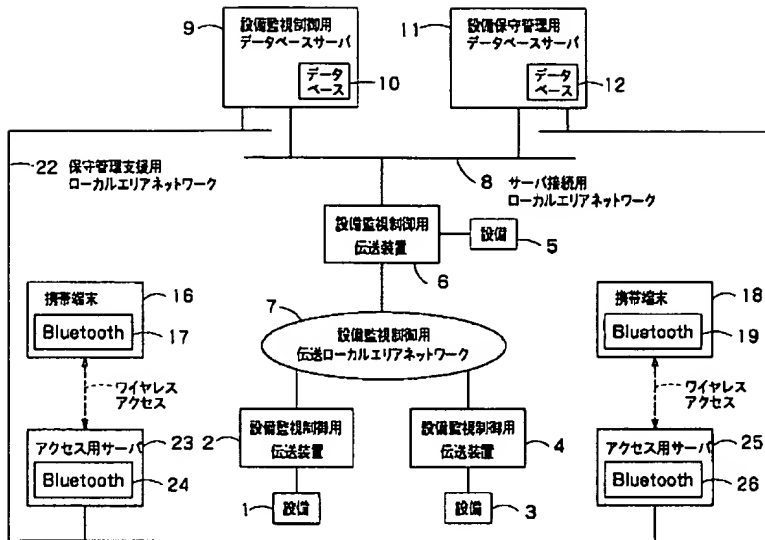 9
設備監視制御用
データベースサーバ
データ
ベース
10
11
設備保守管理用
データベースサーバ
データ
ベース
12
22 保守管理支援用
ローカルエリアネットワーク
8 サーバ接続用
ローカルエリアネットワーク
設備監視制御用
伝送装置
6
設備
5
7
設備監視制御用
伝送ローカルエリアネットワーク
携帯端末
16
Bluetooth
17
ワイヤレス
アクセス
アクセス用サーバ
23
Bluetooth
24
2
設備監視制御用
伝送装置
1
設備
設備監視制御用
伝送装置
4
設備
3
携帯端末
18
Bluetooth
19
ワイヤレス
アクセス
アクセス用サーバ
25
Bluetooth
26